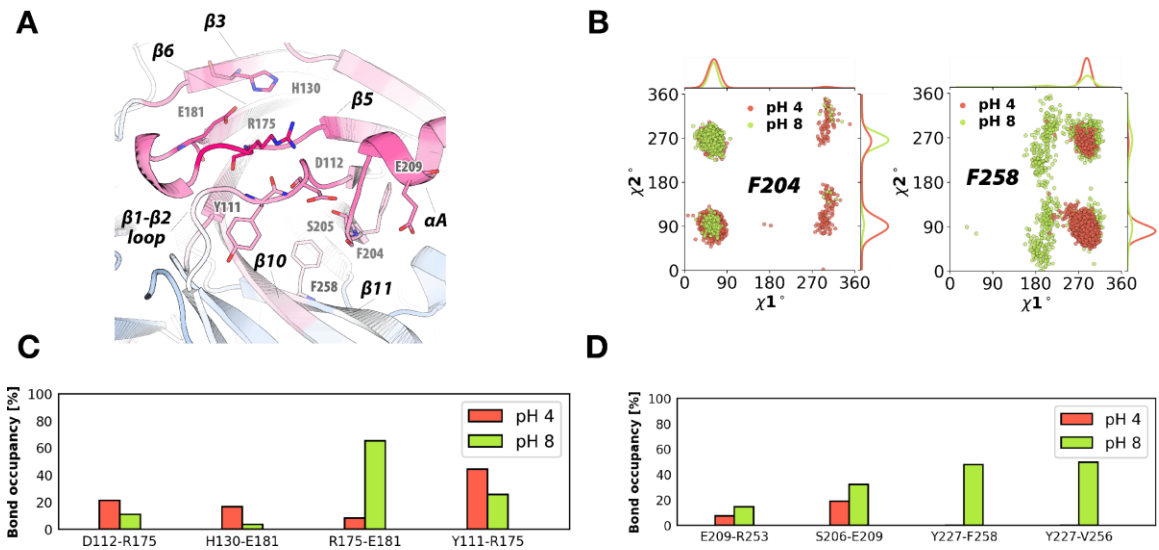 A
β3
β6
H130
E181
β5
R175
D112
E209
Y111
αA
β1-β2
loop
S205
β10
F204
F258
β11
B
360
270
180
90
0
χ2°
pH 4
pH 8
F204
0 90 180 270 360
χ1°
360
270
180
90
0
χ2°
pH 4
pH 8
F258
0 90 180 270 360
χ1°
C
Bond occupancy [%]
100
80
60
40
20
0
pH 4
pH 8
D112-R175 H130-E181 R175-E181 Y111-R175
D
Bond occupancy [%]
100
80
60
40
20
0
pH 4
pH 8
E209-R253 S206-E209 Y227-F258 Y227-V256